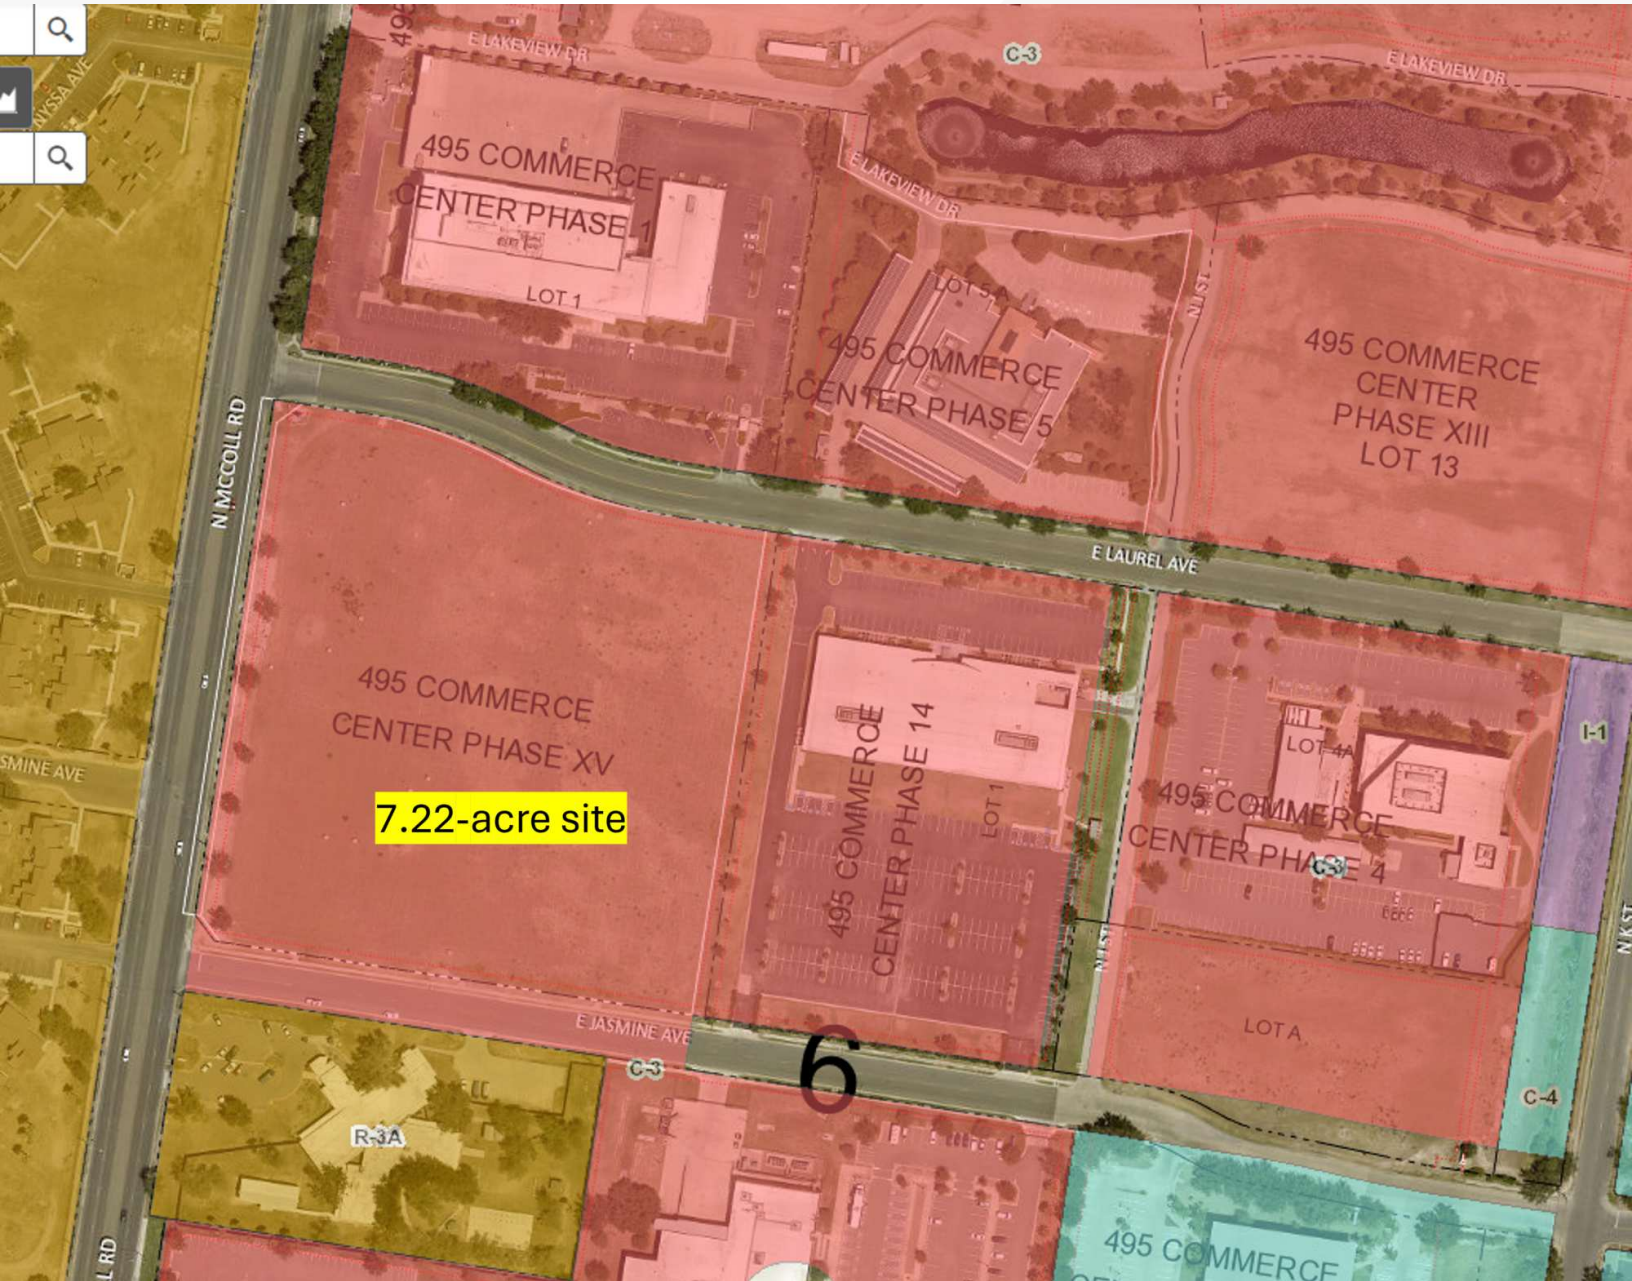 495
E LAKEVIEW DR
C-3
E LAKEVIEW DR
NYSSA AVE
495 COMMERCE
CENTER PHASE 1
LOT 1
E LAKEVIEW DR
LOT 5A
495 COMMERCE
CENTER PHASE 5
N J ST
495 COMMERCE
CENTER
PHASE XIII
LOT 13
N MCCOLL RD
E LAUREL AVE
495 COMMERCE
CENTER PHASE XV
7.22-acre site
495 COMMERCE
CENTER PHASE 14
LOT 1
LOT 4A
495 COMMERCE
CENTER PHASE 4
C-3
I-1
SMINE AVE
N J ST
N K ST
LOT A
E JASMINE AVE
C-3
6
C-4
R-3A
L RD
495 COMMERCE